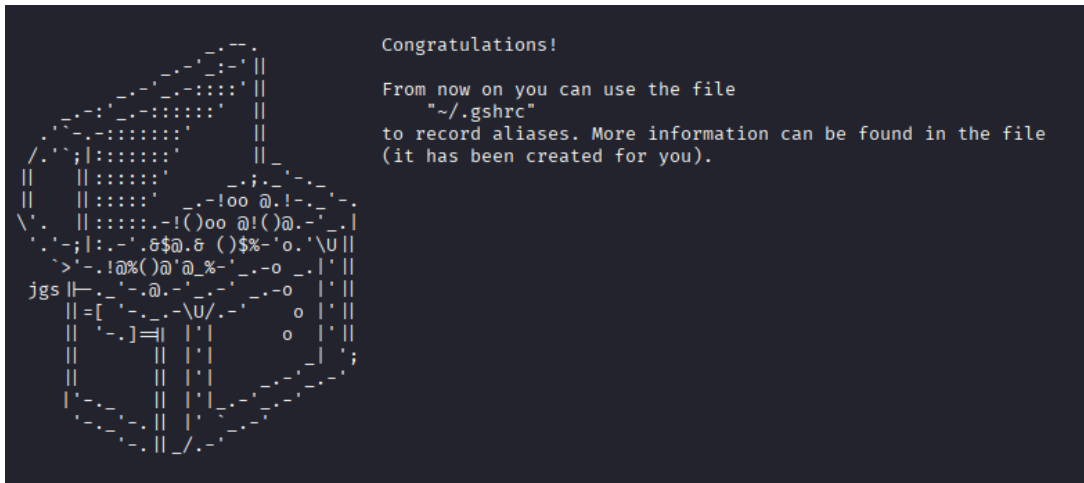 Congratulations!
From now on you can use the file
"~/.gshrc"
to record aliases. More information can be found in the file
(it has been created for you).
jgs